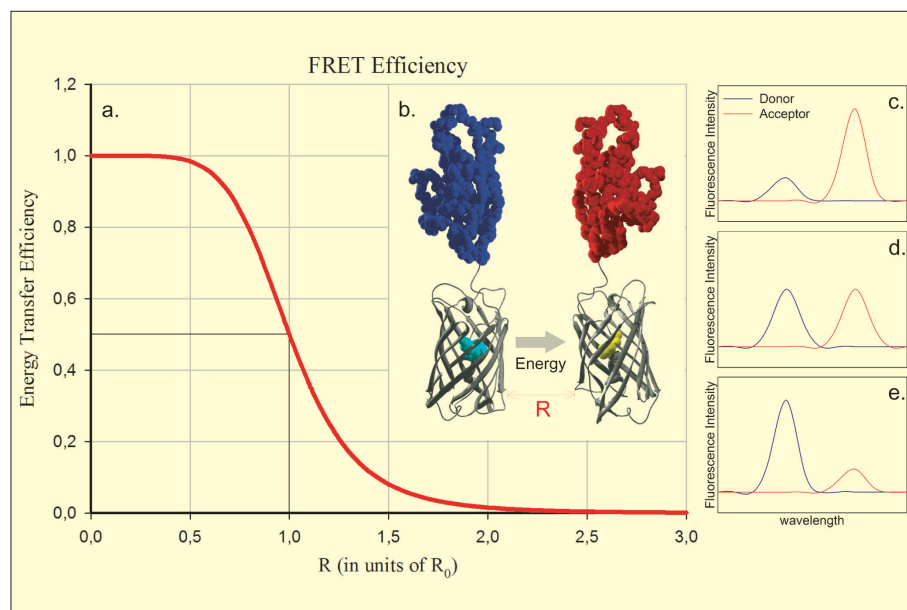 FRET Efficiency
a.
1,2
1,0
0,8
0,6
0,4
0,2
0,0
Energy Transfer Efficiency
0,0 0,5 1,0 1,5 2,0 2,5 3,0
R (in units of R₀)
b.
Energy
R
c.
Donor
Acceptor
Fluorescence Intensity
d.
Fluorescence Intensity
e.
Fluorescence Intensity
wavelength